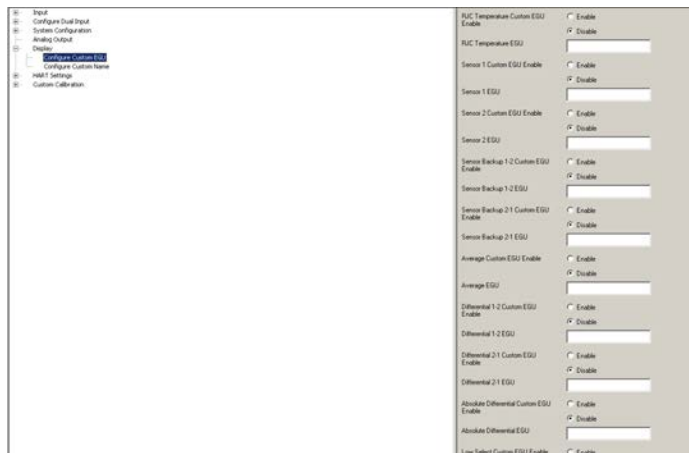 Input
Configure Dual Input
System Configuration
Analog Output
Display
Configure Custom EGU
Configure Custom Name
HART Settings
Custom Calibration
RJC Temperature Custom EGU
Enable
Enable
Disable
RJC Temperature EGU
Sensor 1 Custom EGU Enable
Enable
Disable
Sensor 1 EGU
Sensor 2 Custom EGU Enable
Enable
Disable
Sensor 2 EGU
Sensor Backup 1-2 Custom EGU
Enable
Enable
Disable
Sensor Backup 1-2 EGU
Sensor Backup 2-1 Custom EGU
Enable
Enable
Disable
Sensor Backup 2-1 EGU
Average Custom EGU Enable
Enable
Disable
Average EGU
Differential 1-2 Custom EGU
Enable
Enable
Disable
Differential 1-2 EGU
Differential 2-1 Custom EGU
Enable
Enable
Disable
Differential 2-1 EGU
Absolute Differential Custom EGU
Enable
Enable
Disable
Absolute Differential EGU
Low Select Custom EGU Enable
Enable